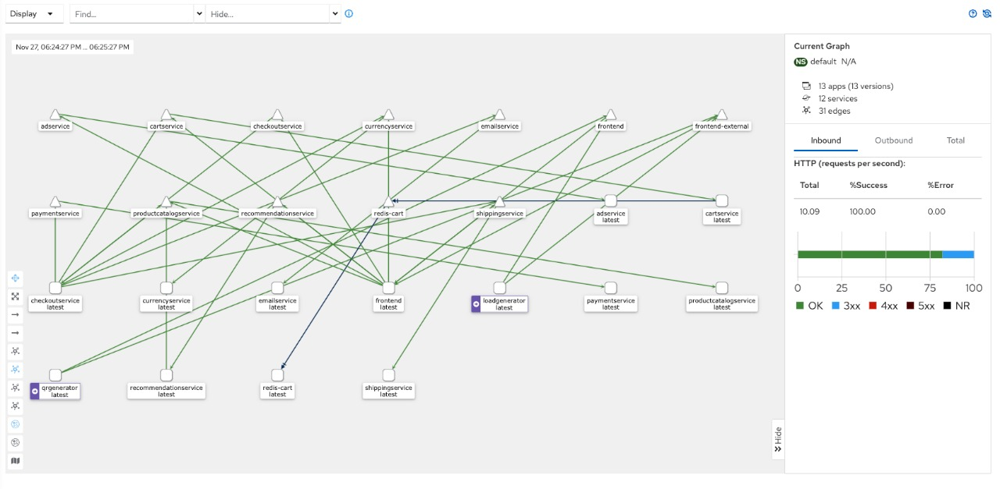 Display
Find...
Hide...
Nov 27, 06:24:27 PM ... 06:25:27 PM
adservice
cartservice
checkoutservice
currencyservice
emailservice
frontend
frontend-external
paymentservice
productcatalogservice
recommendationservice
redis-cart
shippingservice
adservice
latest
cartservice
latest
checkoutservice
latest
currencyservice
latest
emailservice
latest
frontend
latest
loadgenerator
latest
paymentservice
latest
productcatalogservice
latest
qrgenerator
latest
recommendationservice
latest
redis-cart
latest
shippingservice
latest
Hide
Current Graph
NS default N/A
13 apps (13 versions)
12 services
31 edges
Inbound Outbound Total
HTTP (requests per second):
Total %Success %Error
10.09 100.00 0.00
0 25 50 75 100
OK 3xx 4xx 5xx NR